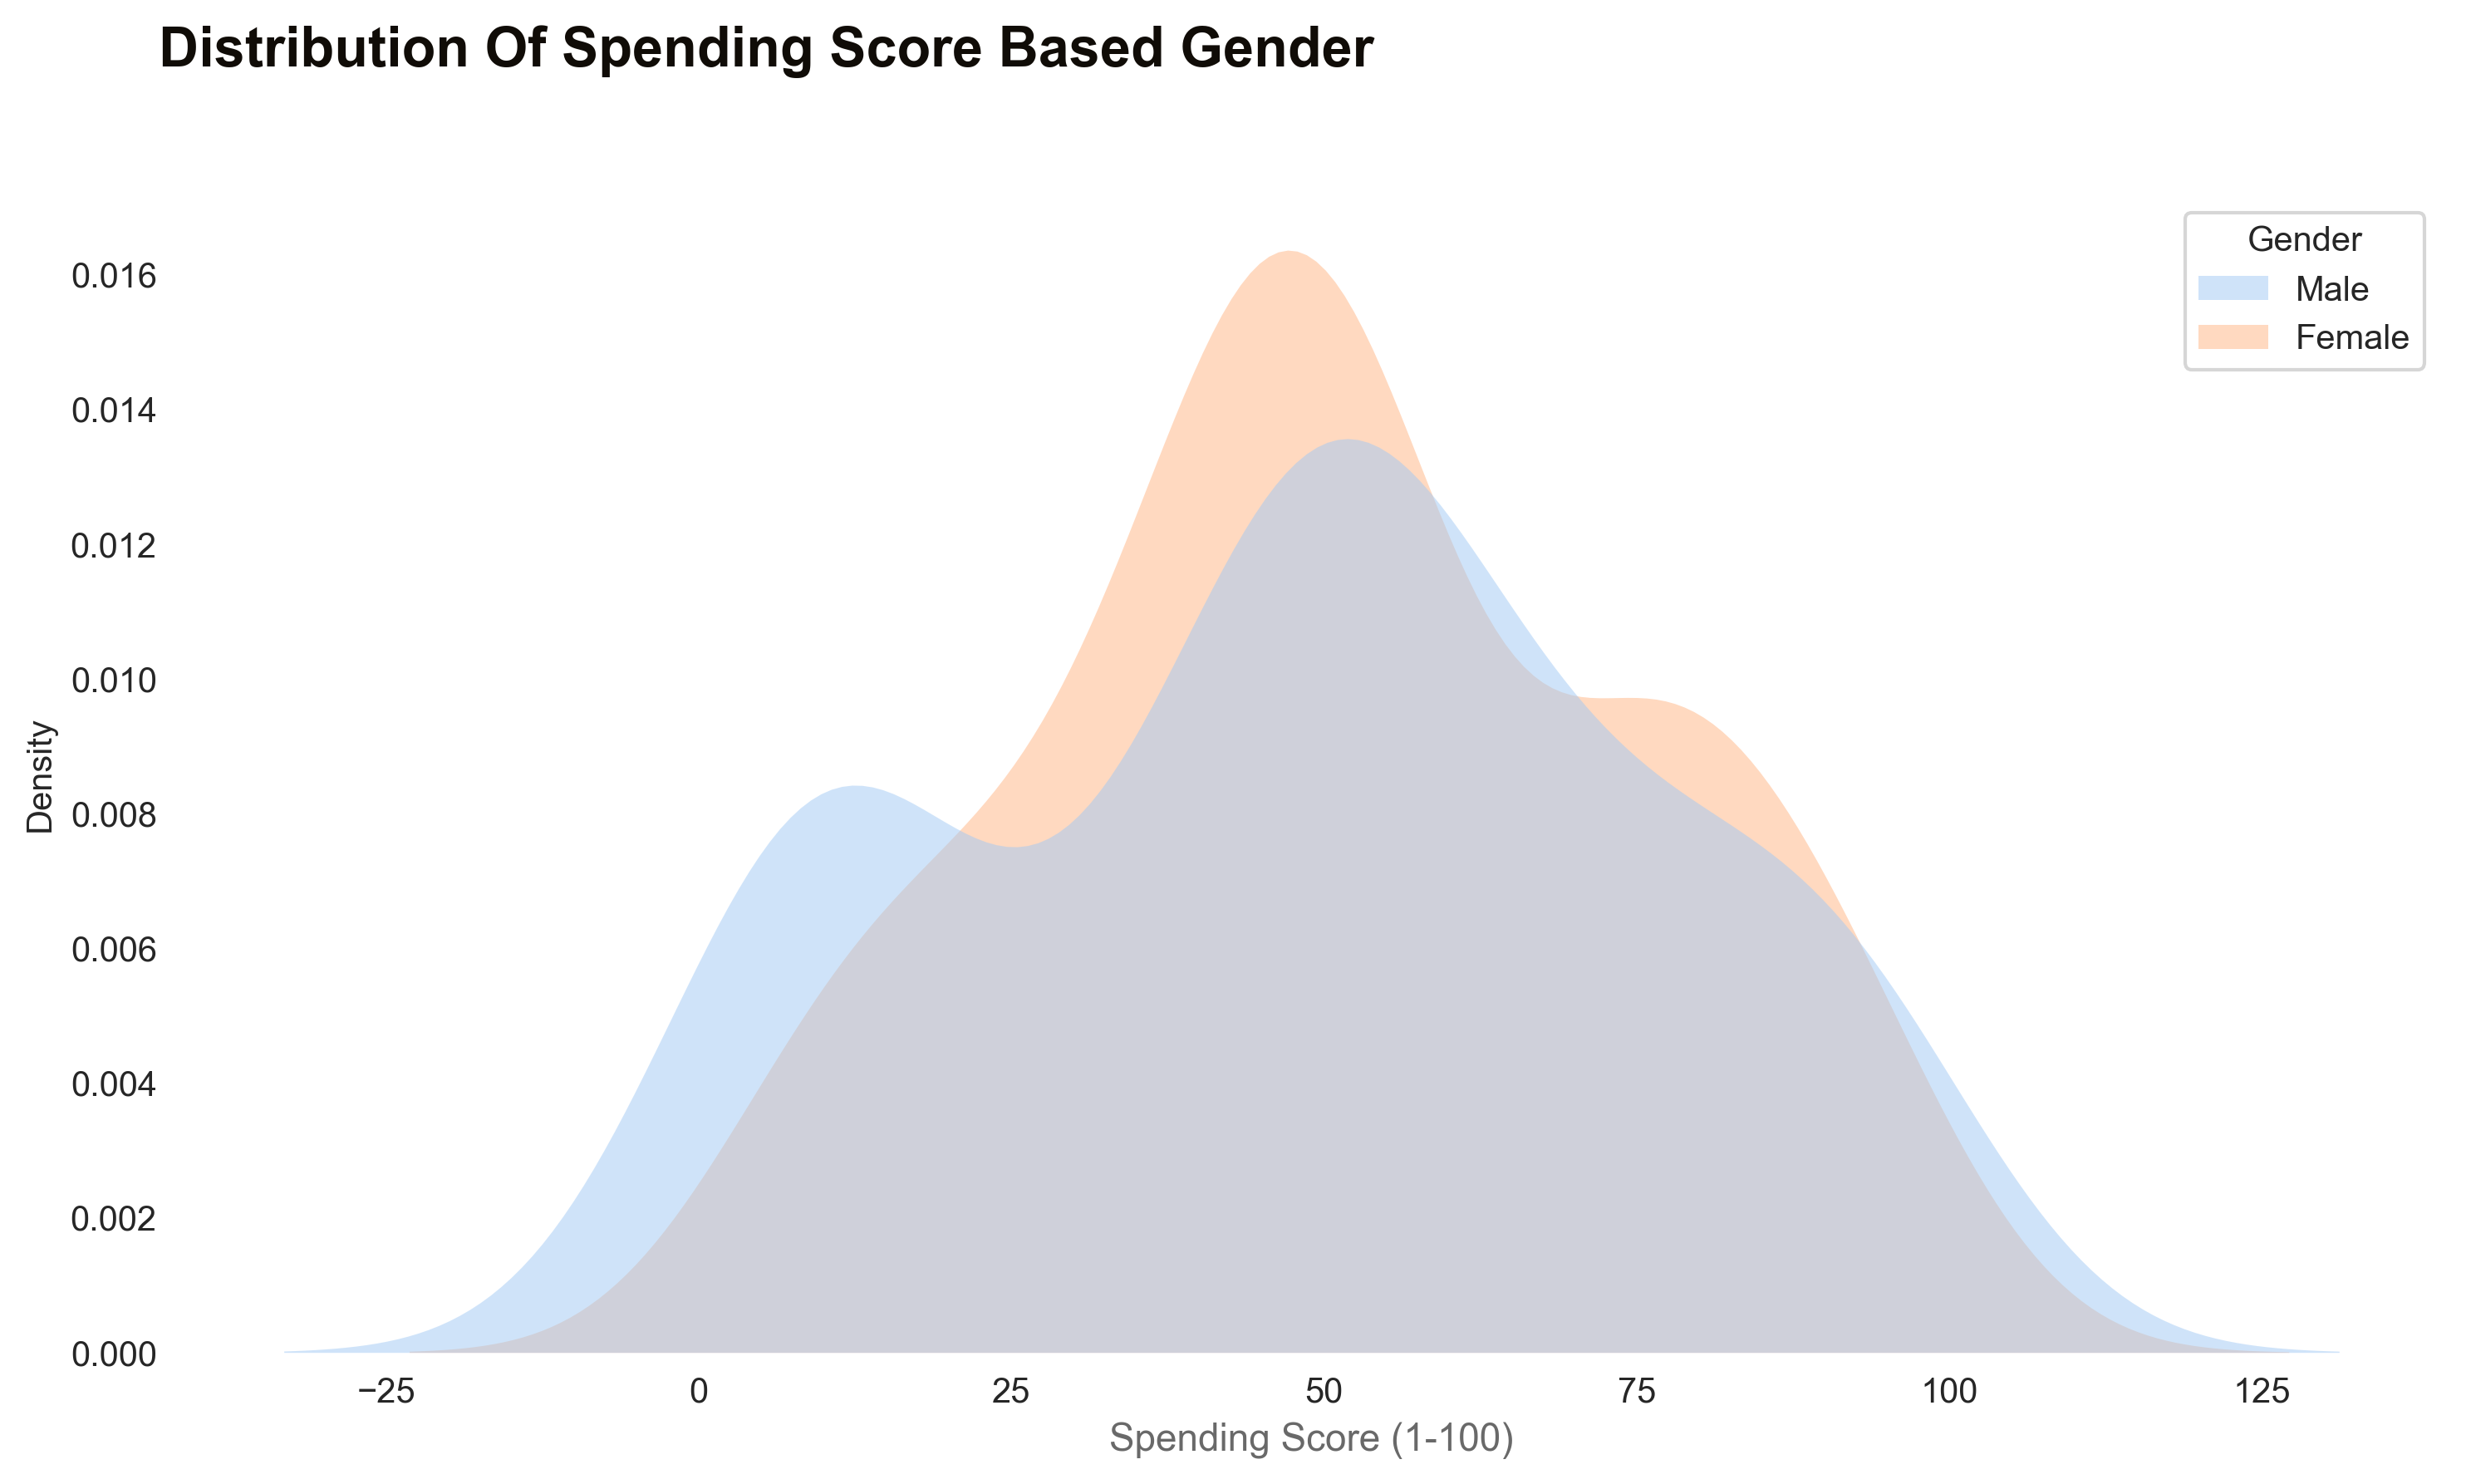 Distribution Of Spending Score Based Gender
Gender
Male
Female
0.016
0.014
0.012
0.010
0.008
0.006
0.004
0.002
0.000
Density
−25 0 25 50 75 100 125
Spending Score (1-100)